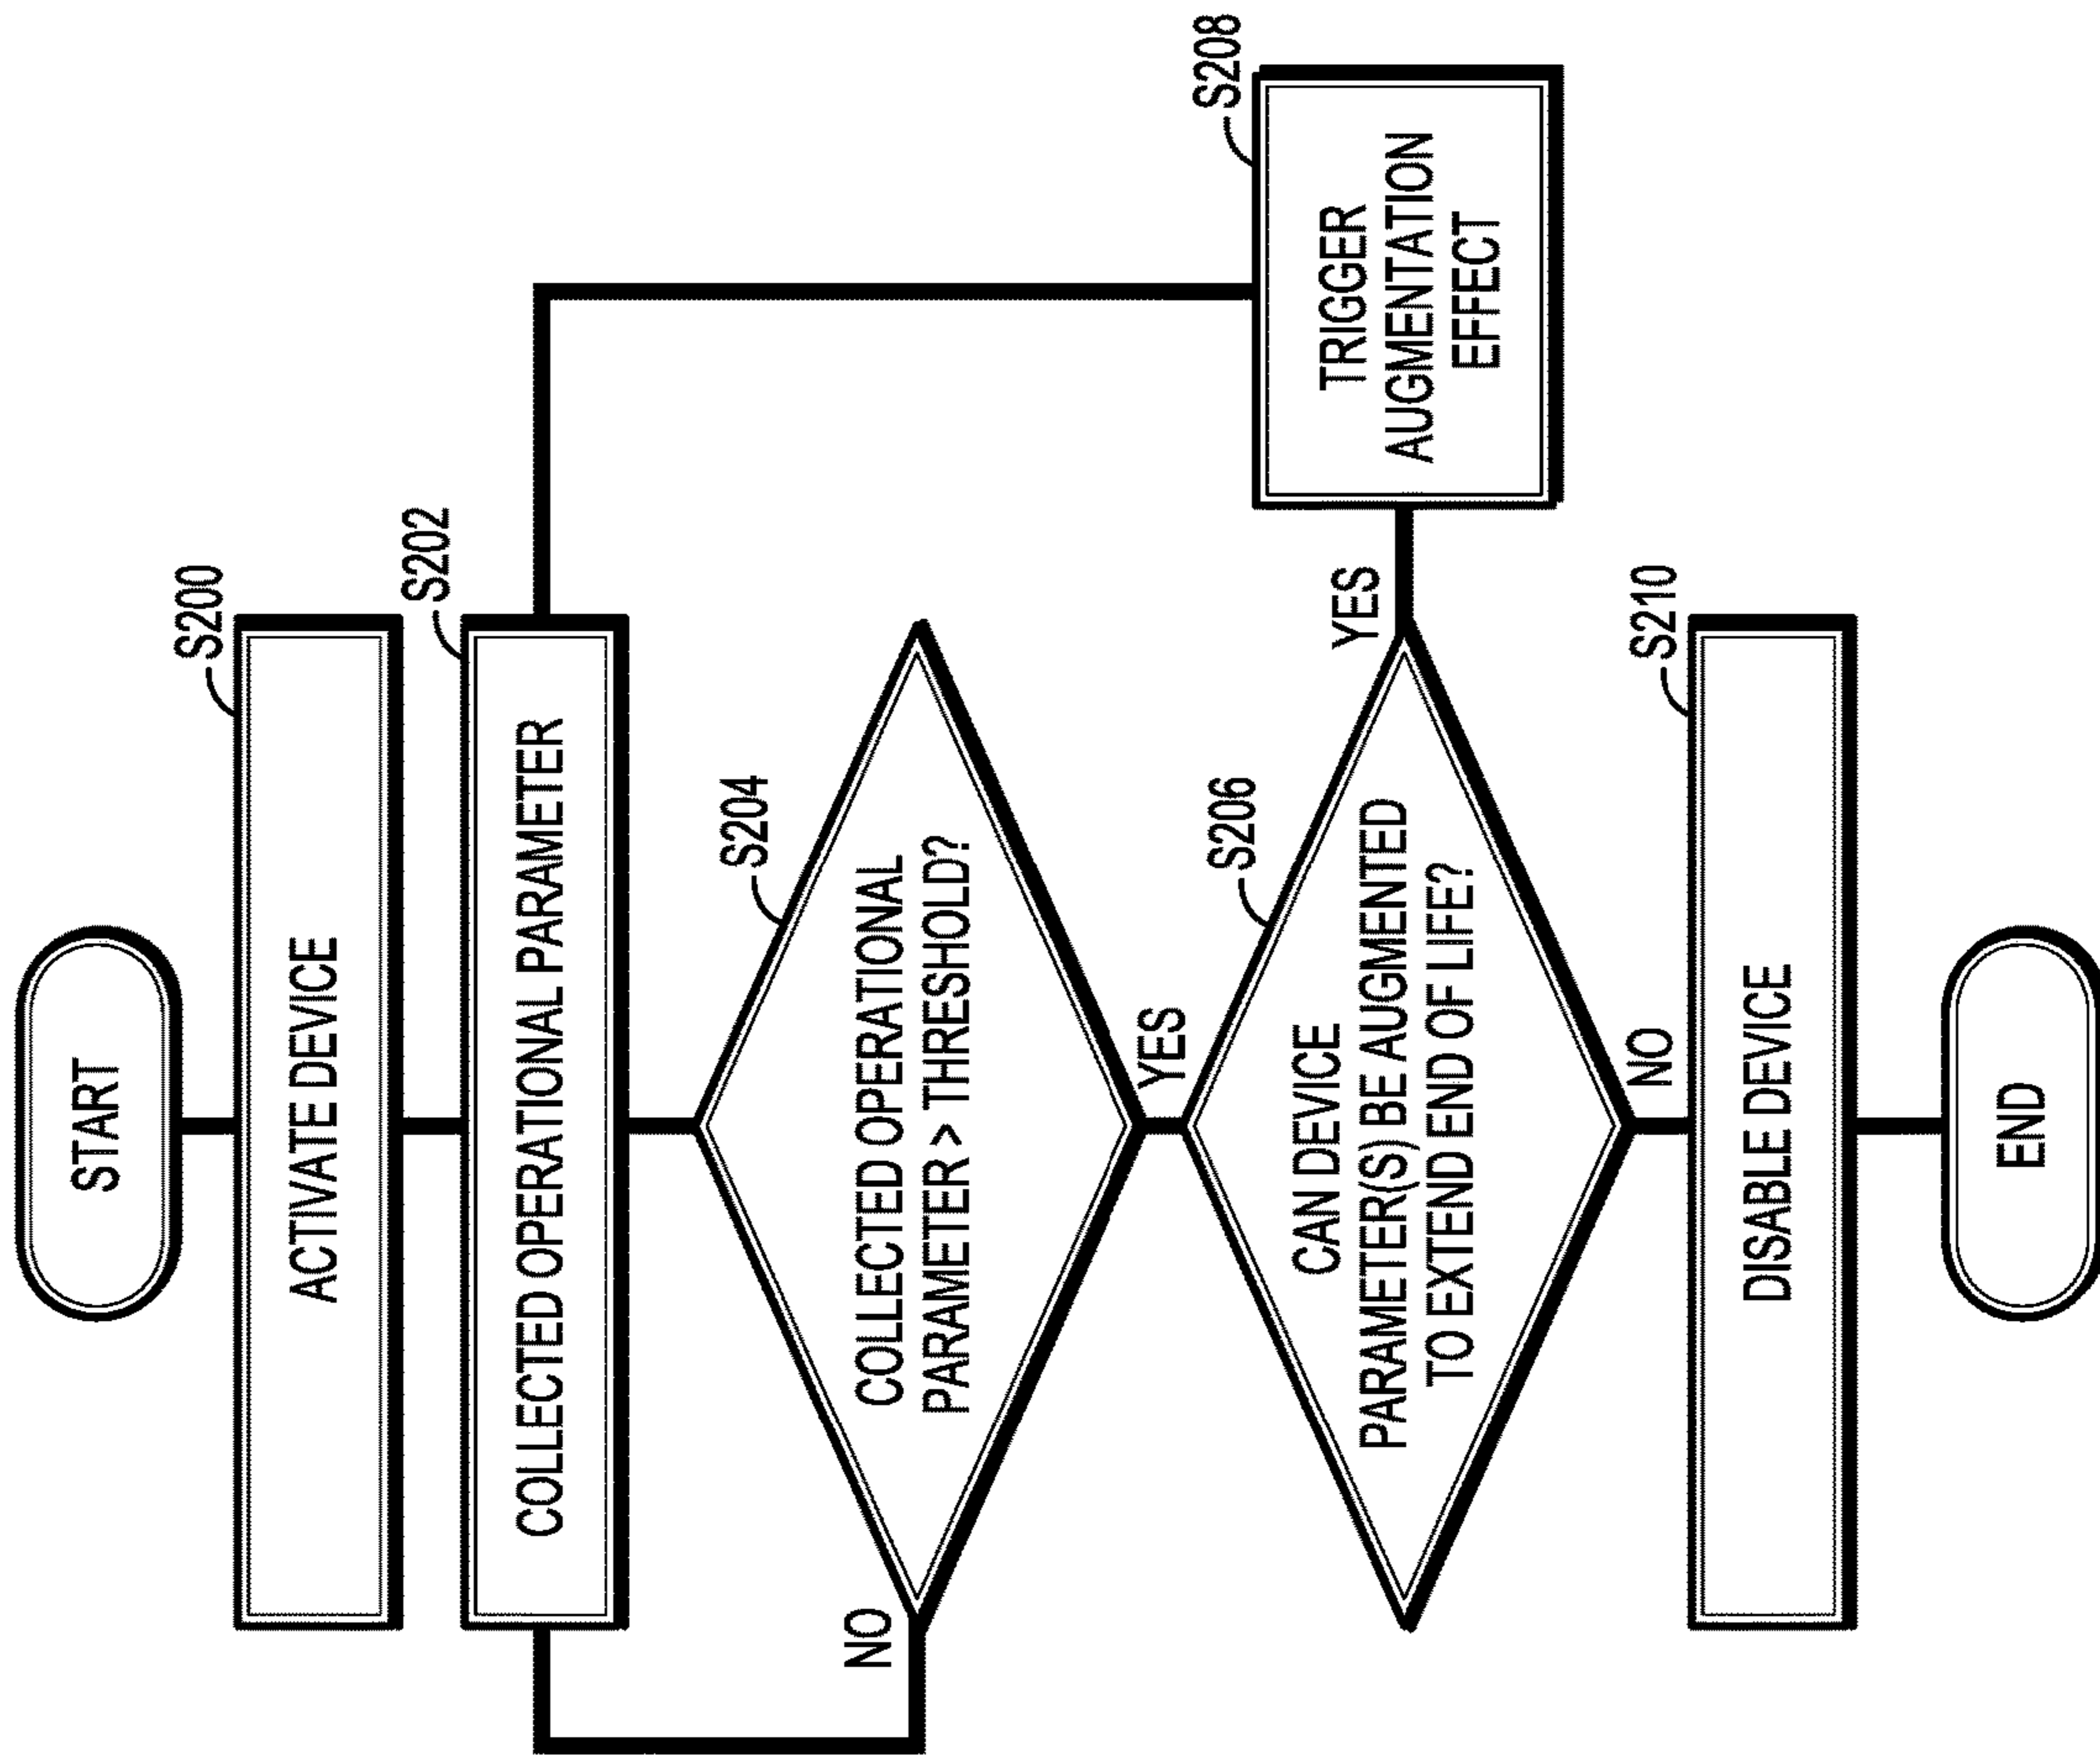 START
S200
ACTIVATE DEVICE
S202
COLLECTED OPERATIONAL PARAMETER
S204
COLLECTED OPERATIONAL
PARAMETER > THRESHOLD?
NO
YES
S206
CAN DEVICE
PARAMETER(S) BE AUGMENTED
TO EXTEND END OF LIFE?
YES
S208
TRIGGER
AUGMENTATION
EFFECT
NO
S210
DISABLE DEVICE
END